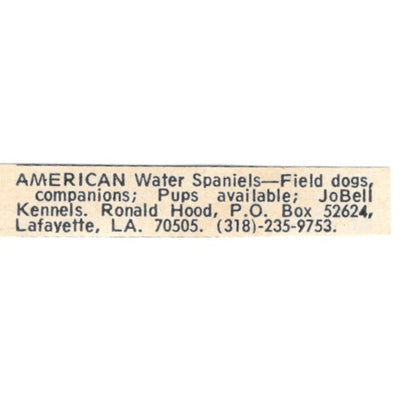 AMERICAN Water Spaniels—Field dogs,
companions; Pups available; JoBell
Kennels. Ronald Hood, P.O. Box 52624,
Lafayette, LA. 70505. (318)-235-9753.